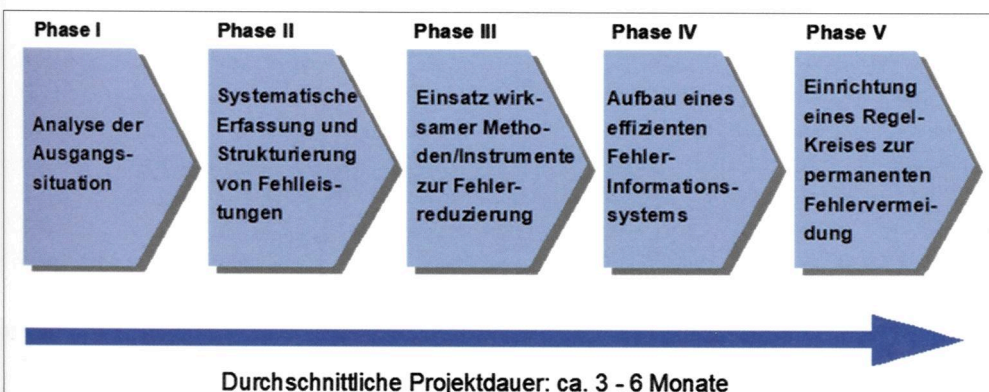 Phase I
Analyse der
Ausgangs-
situation
Phase II
Systematische
Erfassung und
Strukturierung
von Fehlleis-
tungen
Phase III
Einsatz wirk-
samer Metho-
den/Instrumente
zur Fehler-
reduzierung
Phase IV
Aufbau eines
effizienten
Fehler-
Informations-
systems
Phase V
Einrichtung
eines Regel-
Kreises zur
permanenten
Fehlervermei-
dung
Durchschnittliche Projektdauer: ca. 3 - 6 Monate